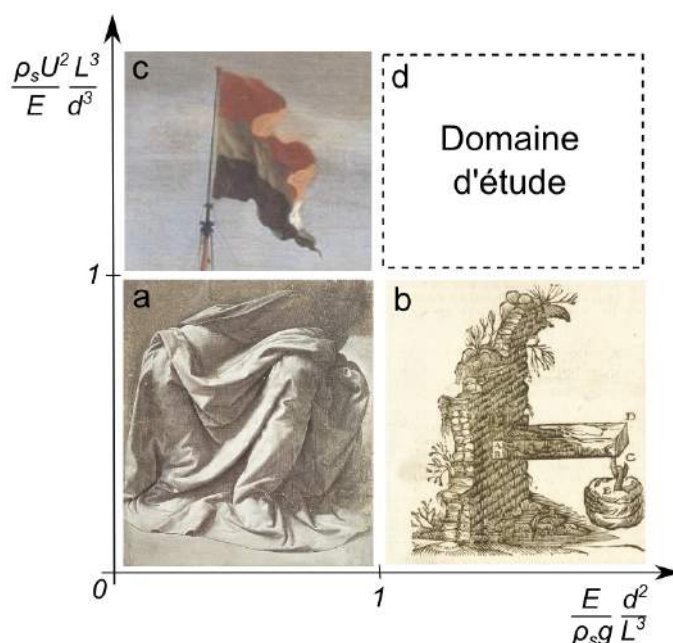 ρₛU² L³
E d³
c
d
Domaine
d'étude
1
a
b
D
C
0
1
E d²
ρₛg L³